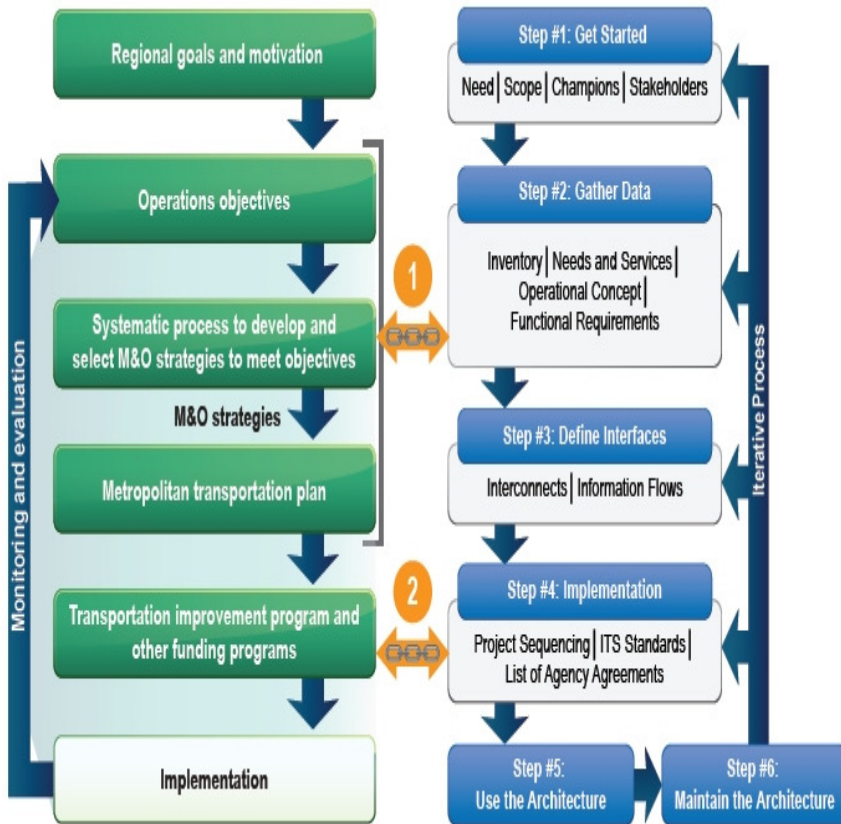 Regional goals and motivation
Operations objectives
Systematic process to develop and
select M&O strategies to meet objectives
M&O strategies
Metropolitan transportation plan
Transportation improvement program and
other funding programs
Implementation
Monitoring and evaluation
1
2
Step #1: Get Started
Need | Scope | Champions | Stakeholders
Step #2: Gather Data
Inventory | Needs and Services |
Operational Concept |
Functional Requirements
Step #3: Define Interfaces
Interconnects | Information Flows
Step #4: Implementation
Project Sequencing | ITS Standards |
List of Agency Agreements
Step #5:
Use the Architecture
Step #6:
Maintain the Architecture
Iterative Process